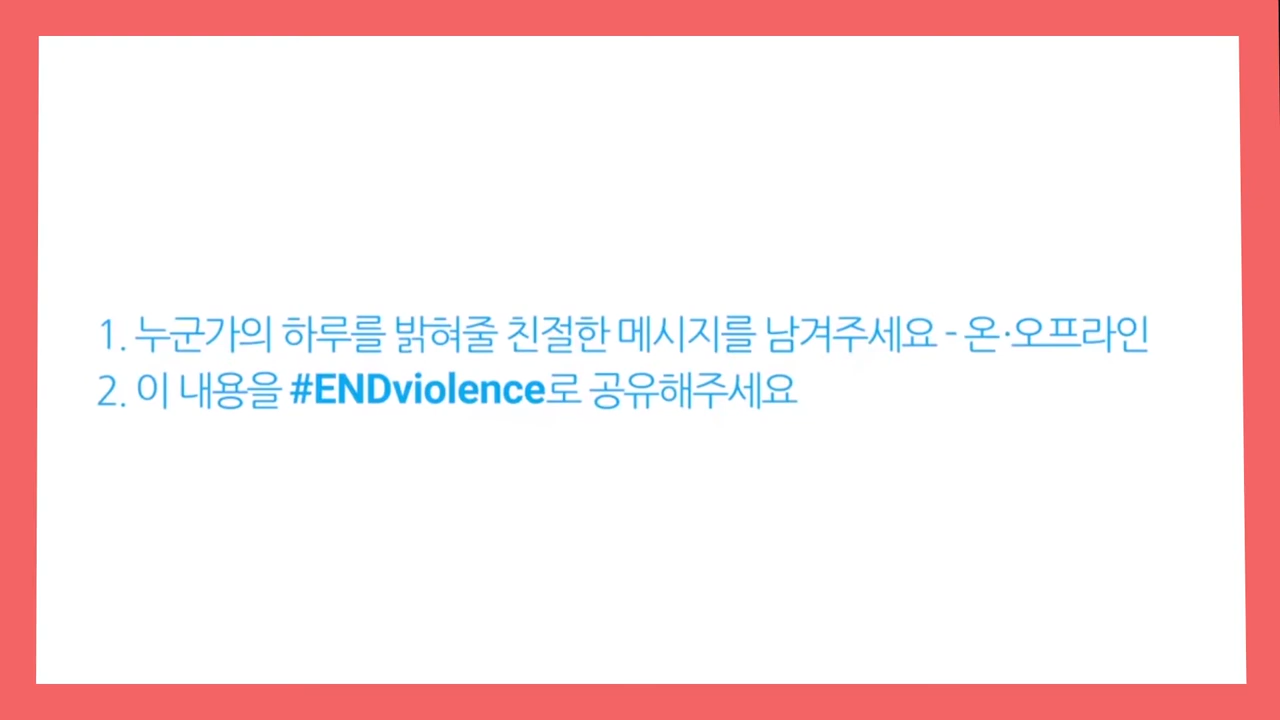 1. 누군가의 하루를 밝혀줄 친절한 메시지를 남겨주세요 - 온·오프라인
2. 이 내용을 #ENDviolence로 공유해주세요